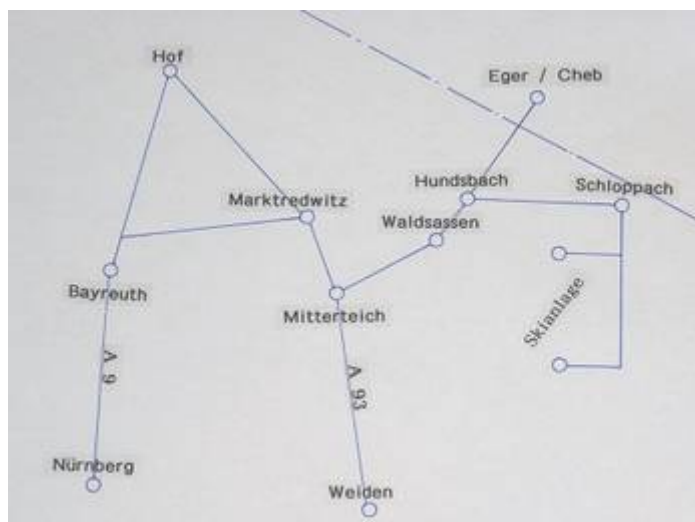 Hof
Eger / Cheb
Hundsbach
Schloppach
Marktredwitz
Waldsassen
Bayreuth
Mitterteich
Skianlage
A 9
A 93
Nürnberg
Weiden